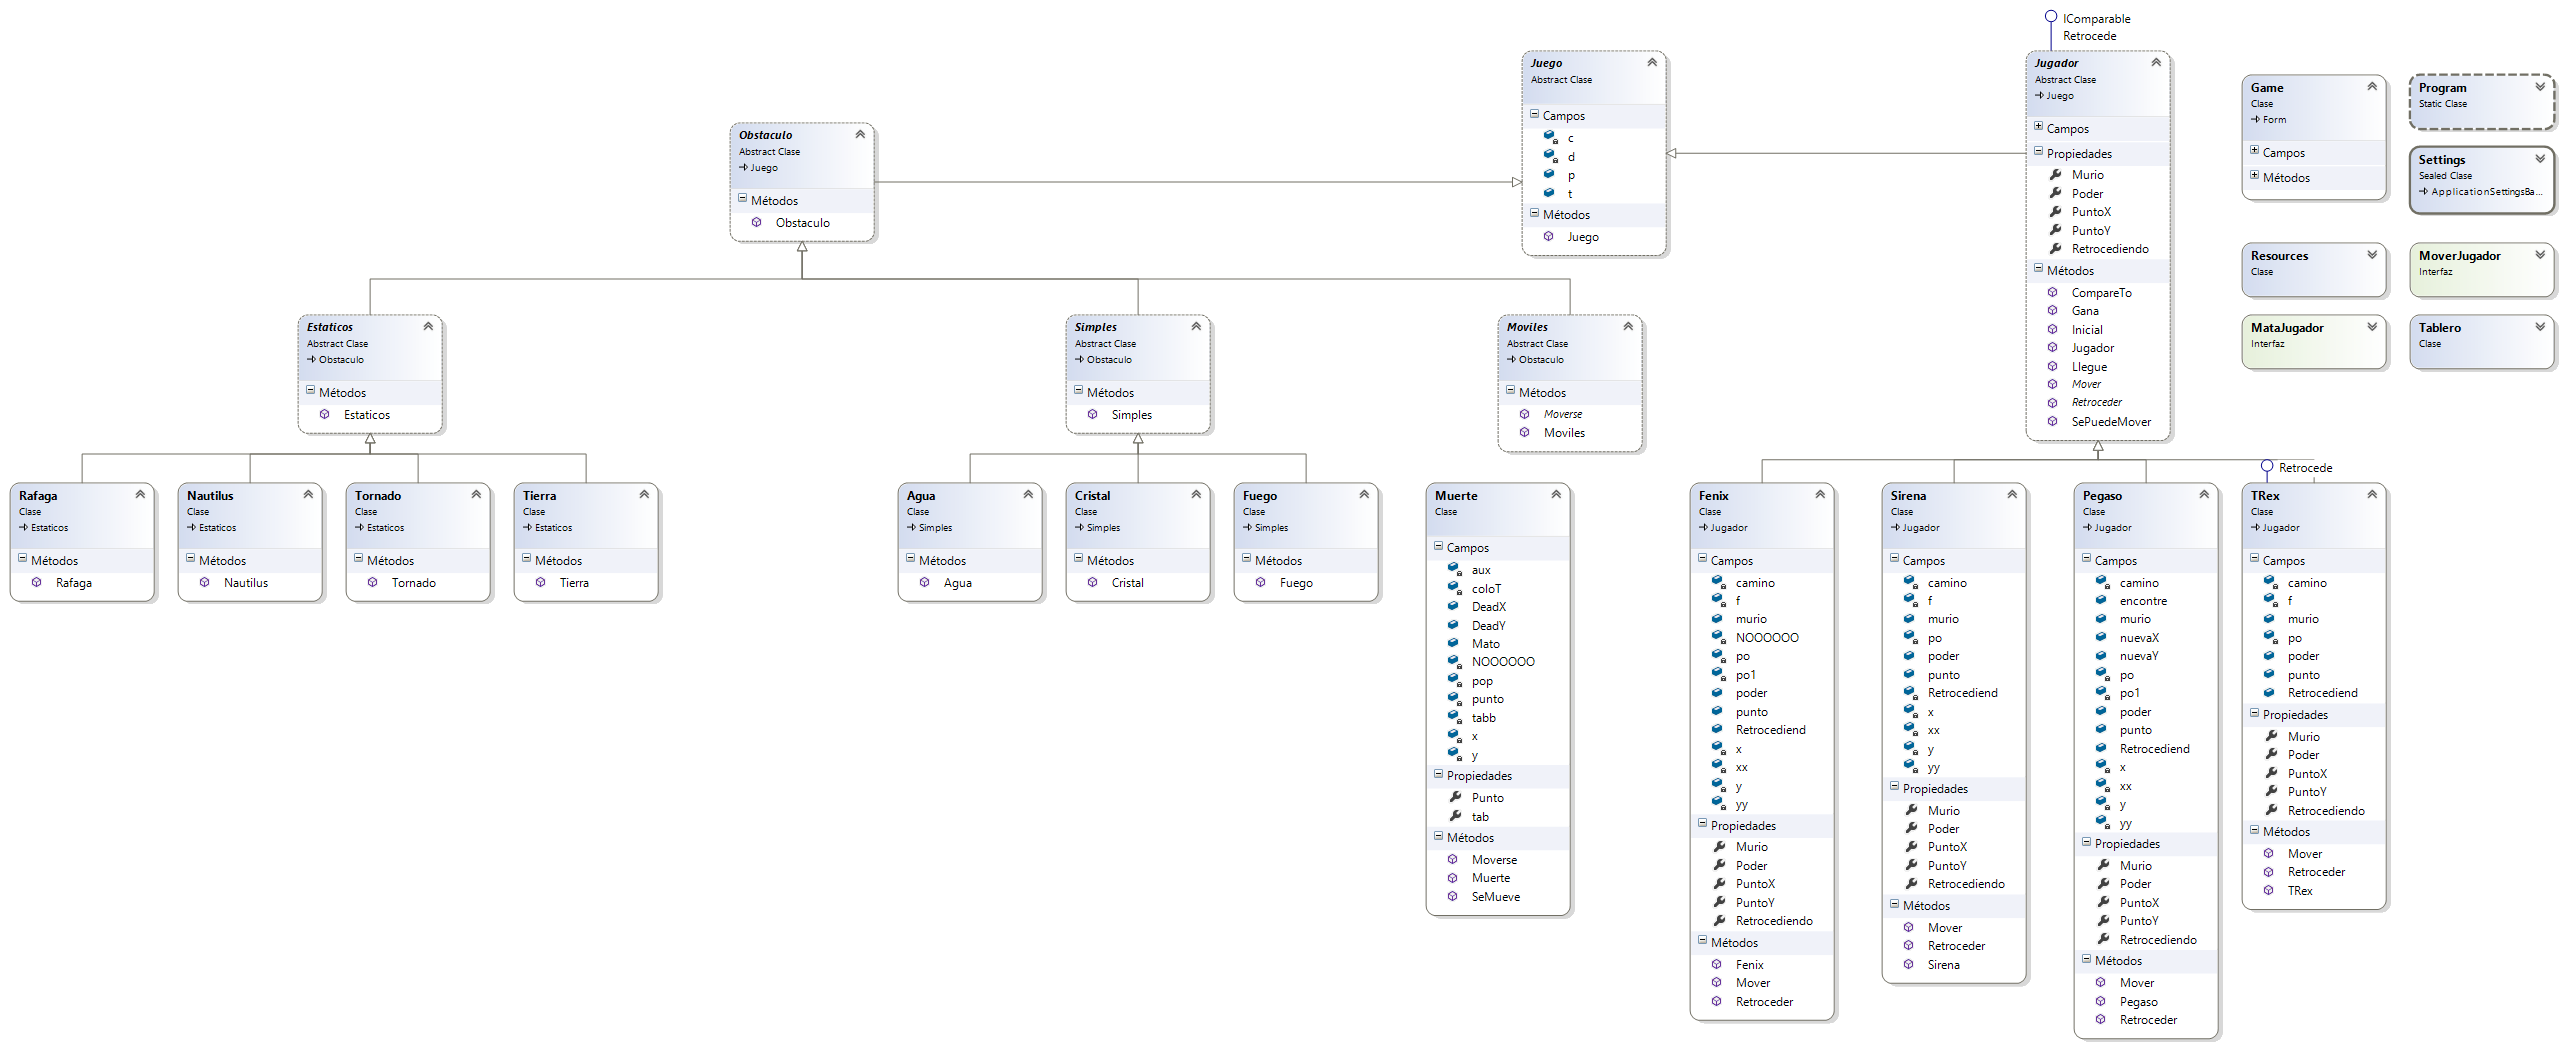 IComparable
Retrocede
Juego
Abstract Clase
Campos
c
d
p
t
Métodos
Juego
Jugador
Abstract Clase
Juego
Campos
Propiedades
Murio
Poder
PuntoX
PuntoY
Retrocediendo
Métodos
CompareTo
Gana
Inicial
Jugador
Llegue
Mover
Retroceder
SePuedeMover
Game
Clase
Form
Campos
Métodos
Program
Static Clase
Settings
Sealed Clase
ApplicationSettingsBa...
Resources
Clase
MoverJugador
Interfaz
MataJugador
Interfaz
Tablero
Clase
Obstaculo
Abstract Clase
Juego
Métodos
Obstaculo
Estaticos
Abstract Clase
Obstaculo
Métodos
Estaticos
Simples
Abstract Clase
Obstaculo
Métodos
Simples
Moviles
Abstract Clase
Obstaculo
Métodos
Moverse
Moviles
Rafaga
Clase
Estaticos
Métodos
Rafaga
Nautilus
Clase
Estaticos
Métodos
Nautilus
Tornado
Clase
Estaticos
Métodos
Tornado
Tierra
Clase
Estaticos
Métodos
Tierra
Agua
Clase
Simples
Métodos
Agua
Cristal
Clase
Simples
Métodos
Cristal
Fuego
Clase
Simples
Métodos
Fuego
Muerte
Clase
Campos
aux
coloT
DeadX
DeadY
Mato
NOOOOOO
pop
punto
tabb
x
y
Propiedades
Punto
tab
Métodos
Moverse
Muerte
SeMueve
Fenix
Clase
Jugador
Campos
camino
f
murio
NOOOOOO
po
po1
poder
punto
Retrocediend
x
xx
y
yy
Propiedades
Murio
Poder
PuntoX
PuntoY
Retrocediendo
Métodos
Fenix
Mover
Retroceder
Sirena
Clase
Jugador
Campos
camino
f
murio
po
poder
punto
Retrocediend
x
xx
y
yy
Propiedades
Murio
Poder
PuntoX
PuntoY
Retrocediendo
Métodos
Mover
Retroceder
Sirena
Pegaso
Clase
Jugador
Campos
camino
encontre
murio
nuevaX
nuevaY
po
po1
poder
punto
Retrocediend
x
xx
y
yy
Propiedades
Murio
Poder
PuntoX
PuntoY
Retrocediendo
Métodos
Mover
Pegaso
Retroceder
Retrocede
TRex
Clase
Jugador
Campos
camino
f
murio
po
poder
punto
Retrocediend
Propiedades
Murio
Poder
PuntoX
PuntoY
Retrocediendo
Métodos
Mover
Retroceder
TRex